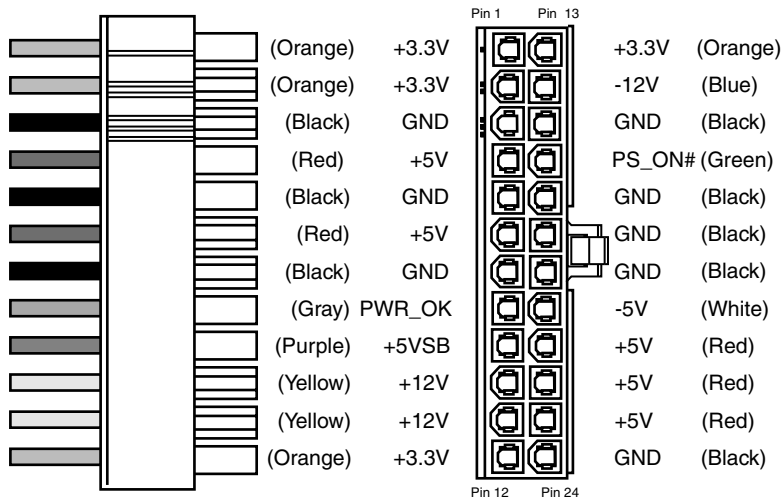 Pin 1 Pin 13
(Orange) +3.3V +3.3V (Orange)
(Orange) +3.3V -12V (Blue)
(Black) GND GND (Black)
(Red) +5V PS_ON# (Green)
(Black) GND GND (Black)
(Red) +5V GND (Black)
(Black) GND GND (Black)
(Gray) PWR_OK -5V (White)
(Purple) +5VSB +5V (Red)
(Yellow) +12V +5V (Red)
(Yellow) +12V +5V (Red)
(Orange) +3.3V GND (Black)
Pin 12 Pin 24